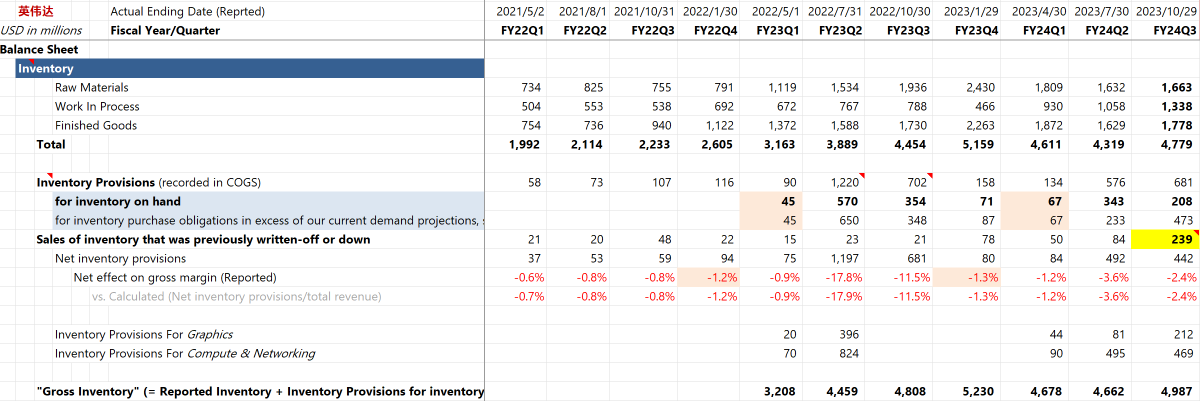 英伟达 Actual Ending Date (Reprted) 2021/5/2 2021/8/1 2021/10/31 2022/1/30 2022/5/1 2022/7/31 2022/10/30 2023/1/29 2023/4/30 2023/7/30 2023/10/29
USD in millions Fiscal Year/Quarter FY22Q1 FY22Q2 FY22Q3 FY22Q4 FY23Q1 FY23Q2 FY23Q3 FY23Q4 FY24Q1 FY24Q2 FY24Q3
Balance Sheet
Inventory
Raw Materials 734 825 755 791 1,119 1,534 1,936 2,430 1,809 1,632 1,663
Work In Process 504 553 538 692 672 767 788 466 930 1,058 1,338
Finished Goods 754 736 940 1,122 1,372 1,588 1,730 2,263 1,872 1,629 1,778
Total 1,992 2,114 2,233 2,605 3,163 3,889 4,454 5,159 4,611 4,319 4,779
Inventory Provisions (recorded in COGS) 58 73 107 116 90 1,220 702 158 134 576 681
for inventory on hand 45 570 354 71 67 343 208
for inventory purchase obligations in excess of our current demand projections, 45 650 348 87 67 233 473
Sales of inventory that was previously written-off or down 21 20 48 22 15 23 21 78 50 84 239
Net inventory provisions 37 53 59 94 75 1,197 681 80 84 492 442
Net effect on gross margin (Reported) -0.6% -0.8% -0.8% -1.2% -0.9% -17.8% -11.5% -1.3% -1.2% -3.6% -2.4%
vs. Calculated (Net inventory provisions/total revenue) -0.7% -0.8% -0.8% -1.2% -0.9% -17.9% -11.5% -1.3% -1.2% -3.6% -2.4%
Inventory Provisions For Graphics 20 396 44 81 212
Inventory Provisions For Compute & Networking 70 824 90 495 469
"Gross Inventory" (= Reported Inventory + Inventory Provisions for inventory 3,208 4,459 4,808 5,230 4,678 4,662 4,987